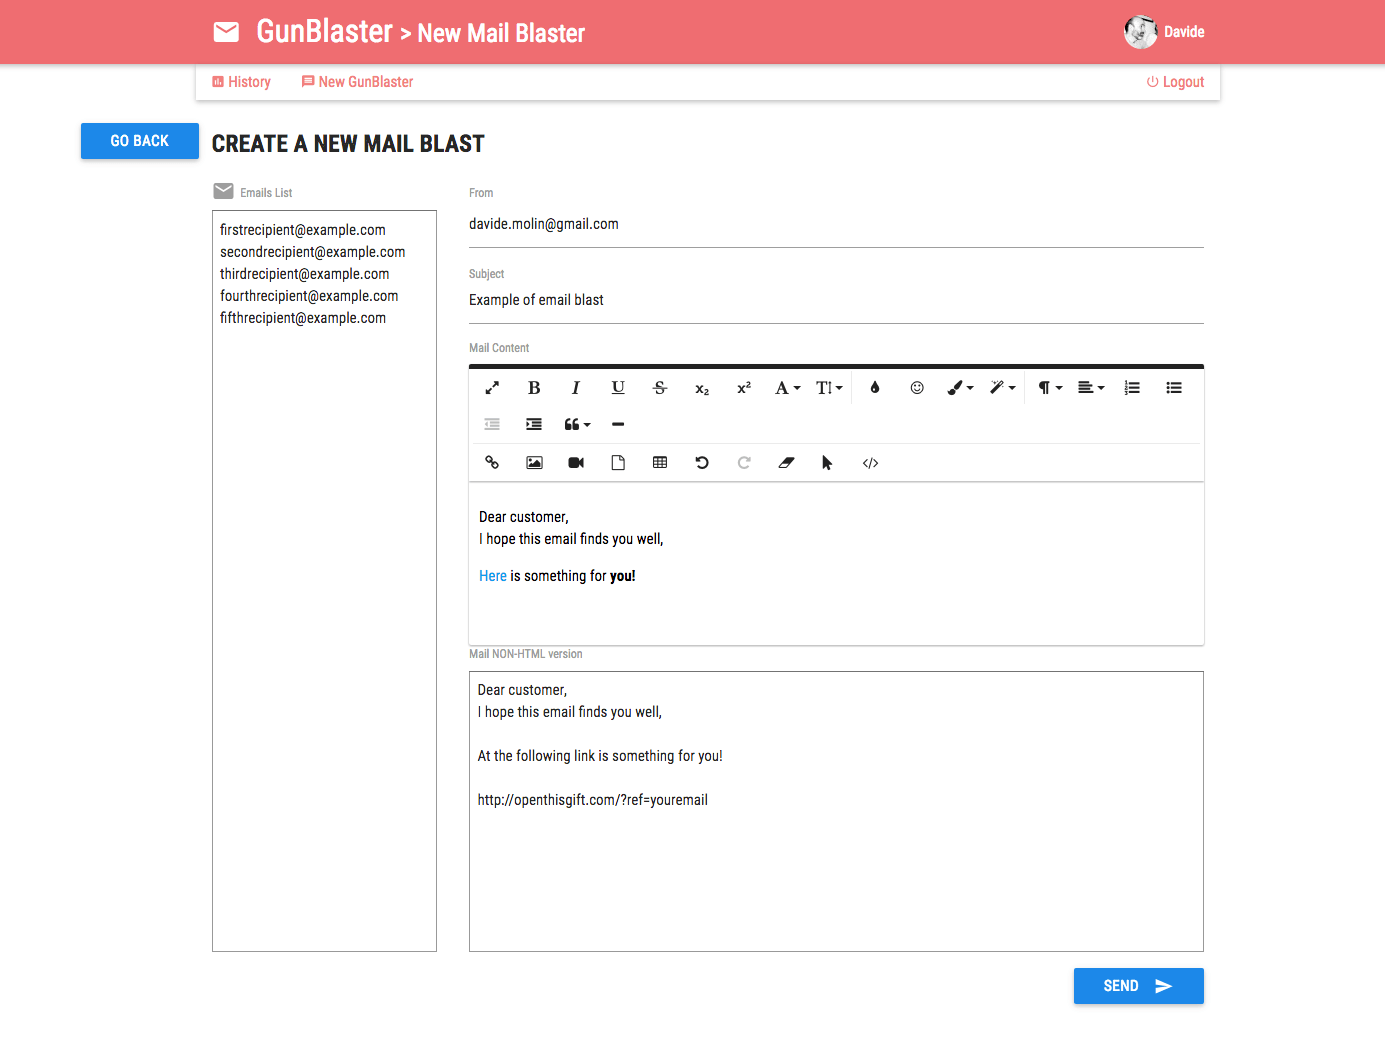 GunBlaster > New Mail Blaster
Davide
History
New GunBlaster
Logout
GO BACK
CREATE A NEW MAIL BLAST
Emails List
firstrecipient@example.com
secondrecipient@example.com
thirdrecipient@example.com
fourthrecipient@example.com
fifthrecipient@example.com
From
davide.molin@gmail.com
Subject
Example of email blast
Mail Content
Dear customer,
I hope this email finds you well,
Here is something for you!
Mail NON-HTML version
Dear customer,
I hope this email finds you well,
At the following link is something for you!
http://openthisgift.com/?ref=youremail
SEND